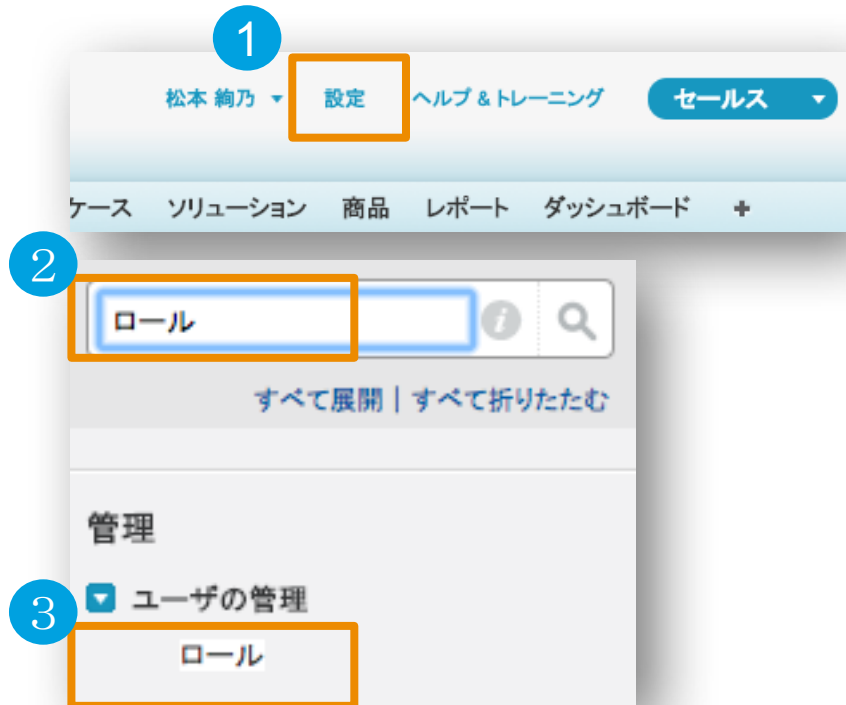 1
松本 絢乃 設定 ヘルプ & トレーニング セールス
ケース ソリューション 商品 レポート ダッシュボード +
2
ロール
すべて展開 | すべて折りたたむ
管理
3
ユーザの管理
ロール